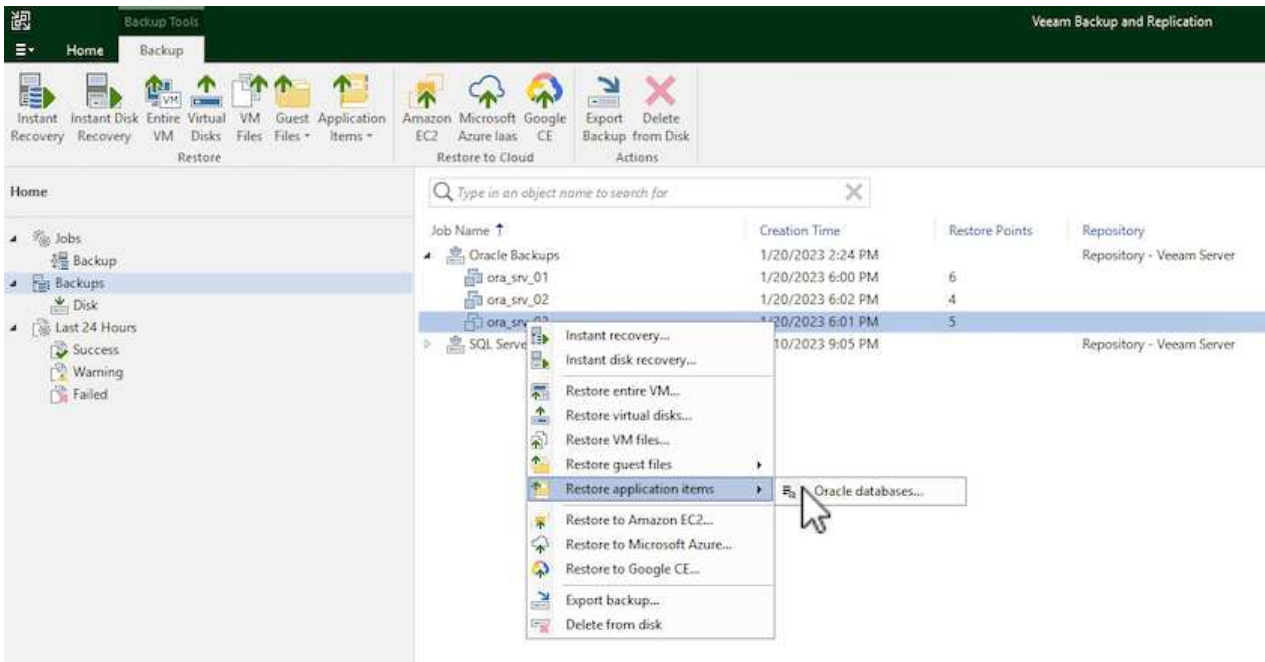 Backup Tools
Veeam Backup and Replication
Home Backup
Instant Recovery
Instant Disk Recovery
Entire VM
Virtual Disks
VM Files
Guest Files
Application Items
Restore
Amazon EC2
Microsoft Azure Iaas
Google CE
Restore to Cloud
Export Backup
Delete from Disk
Actions
Home
Jobs
Backup
Backups
Disk
Last 24 Hours
Success
Warning
Failed
Type in an object name to search for
Job Name Creation Time Restore Points Repository
Oracle Backups 1/20/2023 2:24 PM Repository - Veeam Server
ora_srv_01 1/20/2023 6:00 PM 6
ora_srv_02 1/20/2023 6:02 PM 4
1/20/2023 6:01 PM 5
SQL Serve 10/2023 9:05 PM Repository - Veeam Server
Instant recovery...
Instant disk recovery...
Restore entire VM...
Restore virtual disks...
Restore VM files...
Restore guest files
Restore application items
Oracle databases...
Restore to Amazon EC2...
Restore to Microsoft Azure...
Restore to Google CE...
Export backup...
Delete from disk